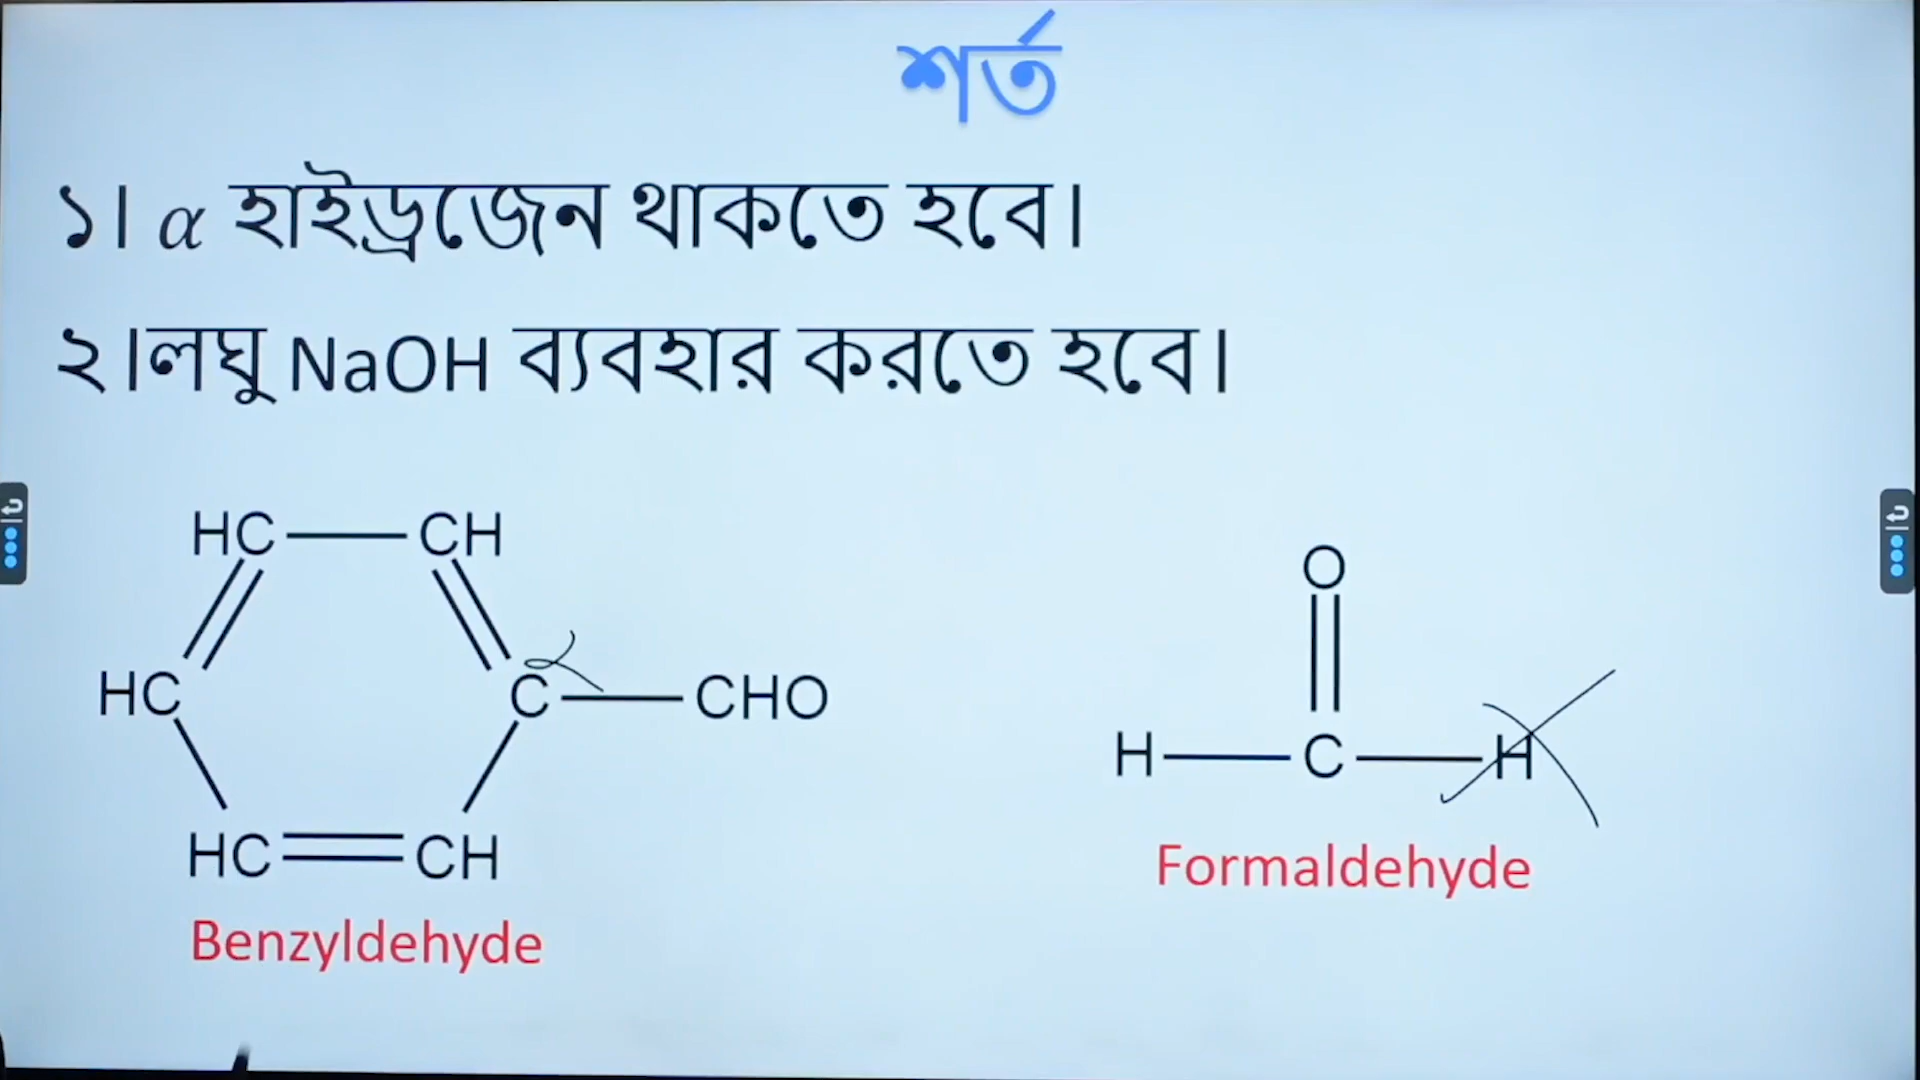 শর্ত
১। α হাইড্রজেন থাকতে হবে।
২।লঘু NaOH ব্যবহার করতে হবে।
HC CH
HC C CHO
α
HC CH
Benzyldehyde
O
H C H
Formaldehyde